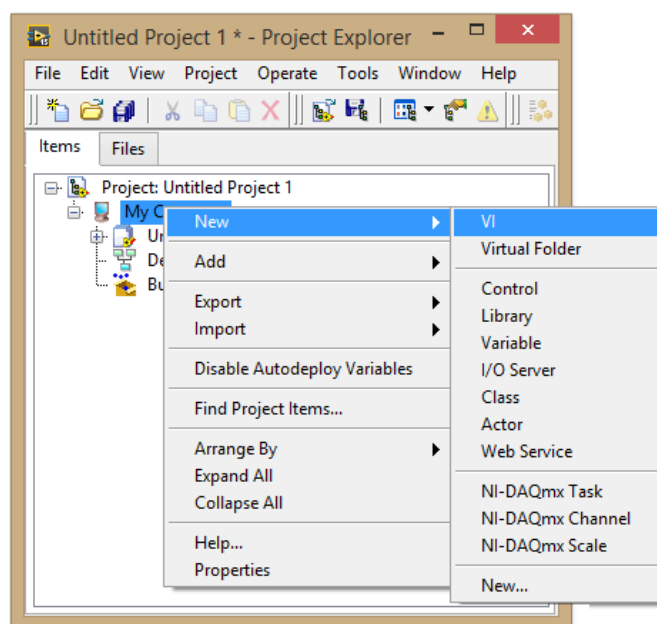 Untitled Project 1 * - Project Explorer
File Edit View Project Operate Tools Window Help
Items Files
Project: Untitled Project 1
My C
Un
De
Bu
New
Add
Export
Import
Disable Autodeploy Variables
Find Project Items...
Arrange By
Expand All
Collapse All
Help...
Properties
VI
Virtual Folder
Control
Library
Variable
I/O Server
Class
Actor
Web Service
NI-DAQmx Task
NI-DAQmx Channel
NI-DAQmx Scale
New...